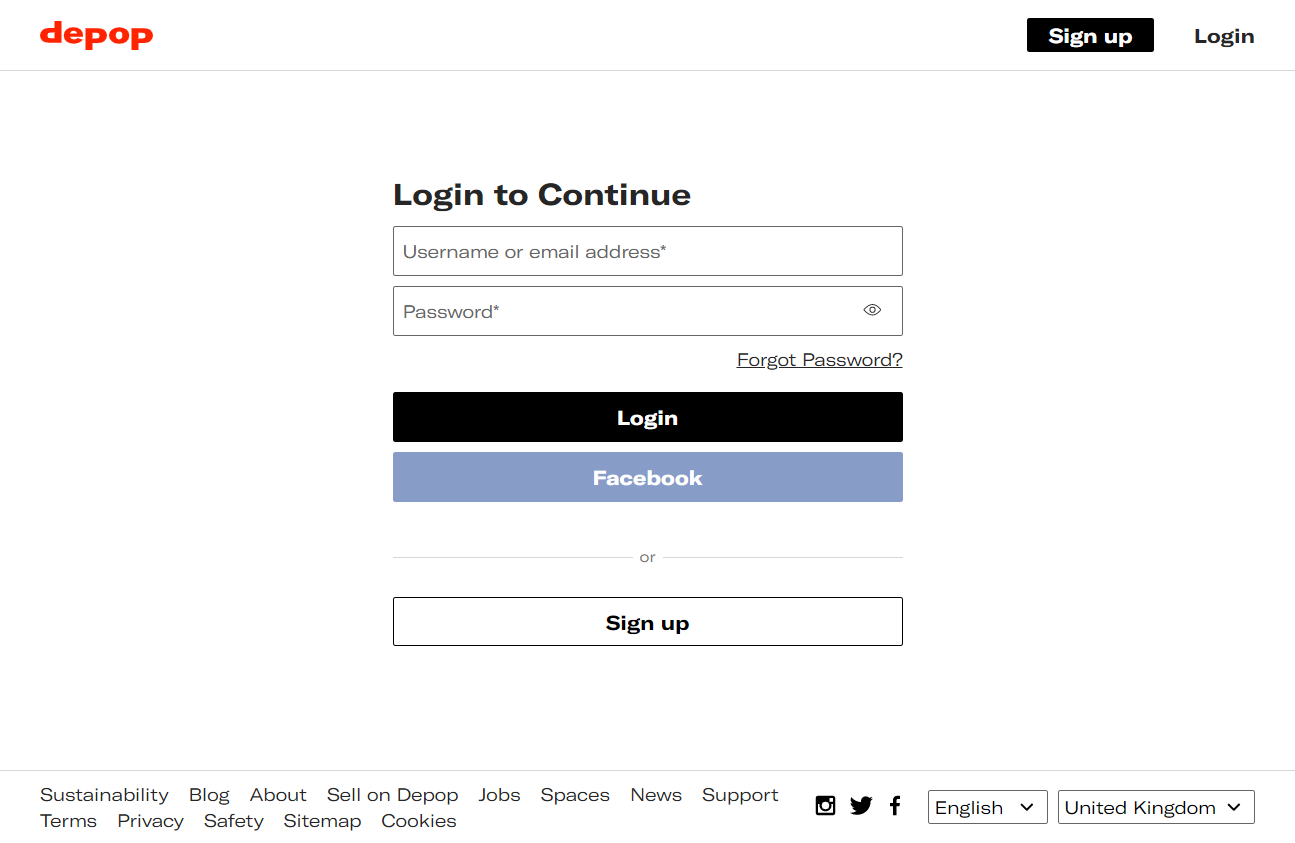 depop
Sign up
Login
Login to Continue
Username or email address*
Password*
Forgot Password?
Login
Facebook
or
Sign up
Sustainability Blog About Sell on Depop Jobs Spaces News Support
Terms Privacy Safety Sitemap Cookies
English
United Kingdom